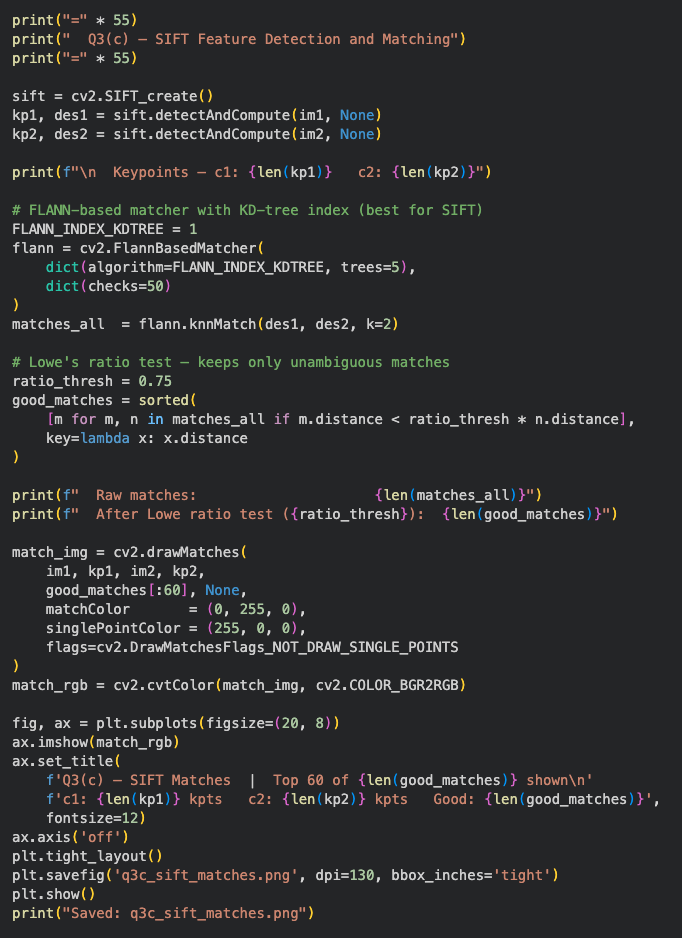 print("=" * 55)
print("  Q3(c) — SIFT Feature Detection and Matching")
print("=" * 55)

sift = cv2.SIFT_create()
kp1, des1 = sift.detectAndCompute(im1, None)
kp2, des2 = sift.detectAndCompute(im2, None)

print(f"\n  Keypoints — c1: {len(kp1)}   c2: {len(kp2)}")

# FLANN-based matcher with KD-tree index (best for SIFT)
FLANN_INDEX_KDTREE = 1
flann = cv2.FlannBasedMatcher(
    dict(algorithm=FLANN_INDEX_KDTREE, trees=5),
    dict(checks=50)
)
matches_all  = flann.knnMatch(des1, des2, k=2)

# Lowe's ratio test — keeps only unambiguous matches
ratio_thresh = 0.75
good_matches = sorted(
    [m for m, n in matches_all if m.distance < ratio_thresh * n.distance],
    key=lambda x: x.distance
)

print(f"  Raw matches:                     {len(matches_all)}")
print(f"  After Lowe ratio test ({ratio_thresh}):  {len(good_matches)}")

match_img = cv2.drawMatches(
    im1, kp1, im2, kp2,
    good_matches[:60], None,
    matchColor       = (0, 255, 0),
    singlePointColor = (255, 0, 0),
    flags=cv2.DrawMatchesFlags_NOT_DRAW_SINGLE_POINTS
)
match_rgb = cv2.cvtColor(match_img, cv2.COLOR_BGR2RGB)

fig, ax = plt.subplots(figsize=(20, 8))
ax.imshow(match_rgb)
ax.set_title(
    f'Q3(c) — SIFT Matches  |  Top 60 of {len(good_matches)} shown\n'
    f'c1: {len(kp1)} kpts   c2: {len(kp2)} kpts   Good: {len(good_matches)}',
    fontsize=12)
ax.axis('off')
plt.tight_layout()
plt.savefig('q3c_sift_matches.png', dpi=130, bbox_inches='tight')
plt.show()
print("Saved: q3c_sift_matches.png")